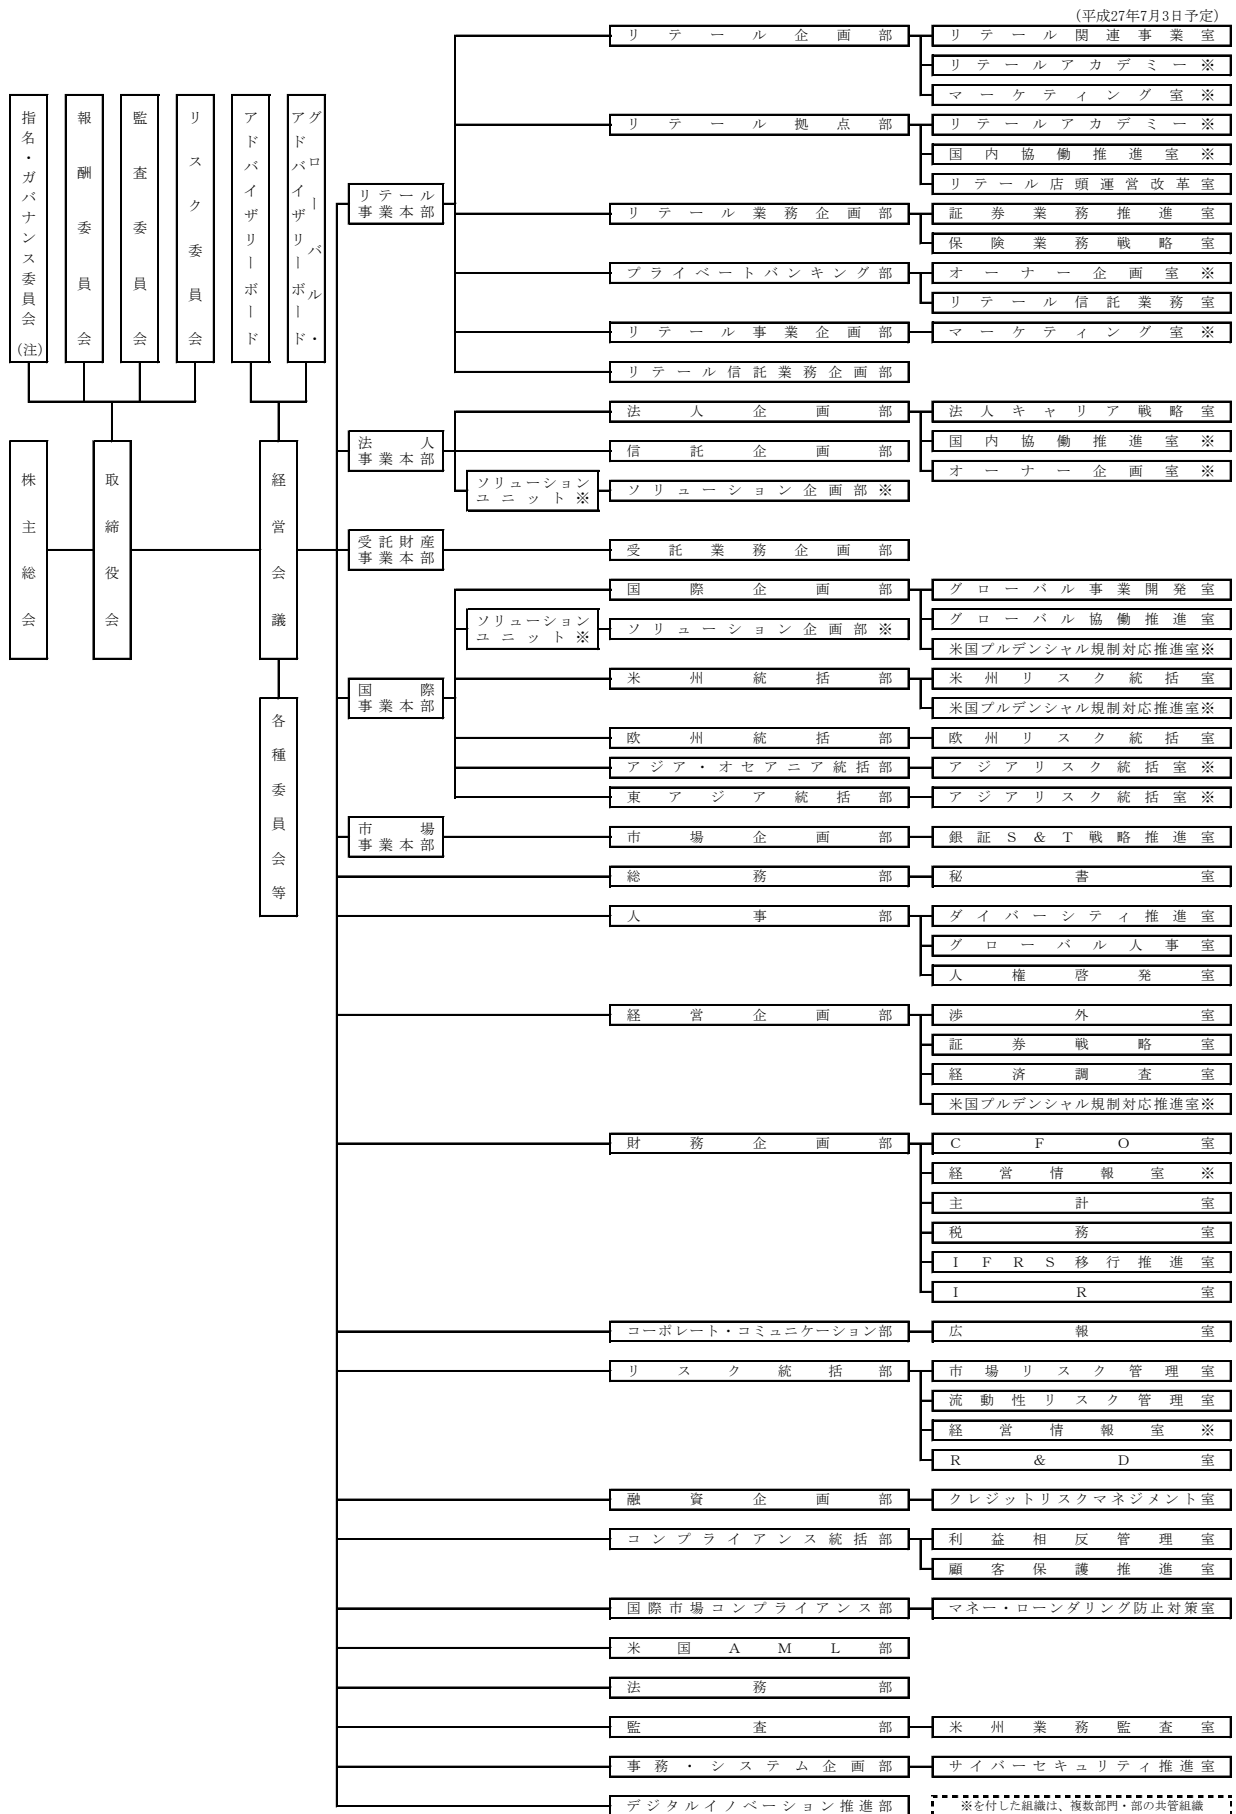 (平成27年7月3日予定)
指名・ガバナンス委員会(注)
報酬委員会
監査委員会
リスク委員会
アドバイザリーボード
グローバル・
アドバイザリーボード
株主総会
取締役会
経営会議
各種委員会等
リテール
事業本部
リテール企画部
リテール関連事業室
リテールアカデミー※
マーケティング室※
リテール拠点部
リテールアカデミー※
国内協働推進室※
リテール店頭運営改革室
リテール業務企画部
証券業務推進室
保険業務戦略室
プライベートバンキング部
オーナー企画室※
リテール信託業務室
リテール事業企画部
マーケティング室※
リテール信託業務企画部
法人
事業本部
法人企画部
法人キャリア戦略室
国内協働推進室※
オーナー企画室※
信託企画部
ソリューション
ユニット※
ソリューション企画部※
受託財産
事業本部
受託業務企画部
国際
事業本部
国際企画部
グローバル事業開発室
グローバル協働推進室
米国プルデンシャル規制対応推進室※
ソリューション
ユニット※
ソリューション企画部※
米州統括部
米州リスク統括室
米国プルデンシャル規制対応推進室※
欧州統括部
欧州リスク統括室
アジア・オセアニア統括部
アジアリスク統括室※
東アジア統括部
アジアリスク統括室※
市場
事業本部
市場企画部
銀証S&T戦略推進室
総務部
秘書室
人事部
ダイバーシティ推進室
グローバル人事室
人権啓発室
経営企画部
渉外室
証券戦略室
経済調査室
米国プルデンシャル規制対応推進室※
財務企画部
CFO室
経営情報室※
主計室
税務室
IFRS移行推進室
IR室
コーポレート・コミュニケーション部
広報室
リスク統括部
市場リスク管理室
流動性リスク管理室
経営情報室※
R&D室
融資企画部
クレジットリスクマネジメント室
コンプライアンス統括部
利益相反管理室
顧客保護推進室
国際市場コンプライアンス部
マネー・ローンダリング防止対策室
米国AML部
法務部
監査部
米州業務監査室
事務・システム企画部
サイバーセキュリティ推進室
デジタルイノベーション推進部
※を付した組織は、複数部門・部の共管組織